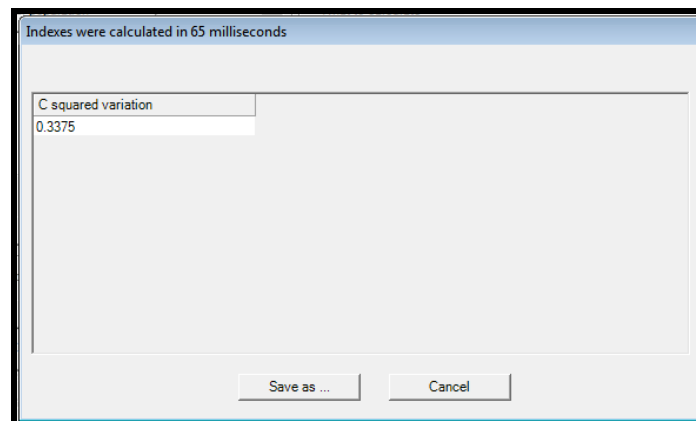 Indexes were calculated in 65 milliseconds
C squared variation
0.3375
Save as ...
Cancel